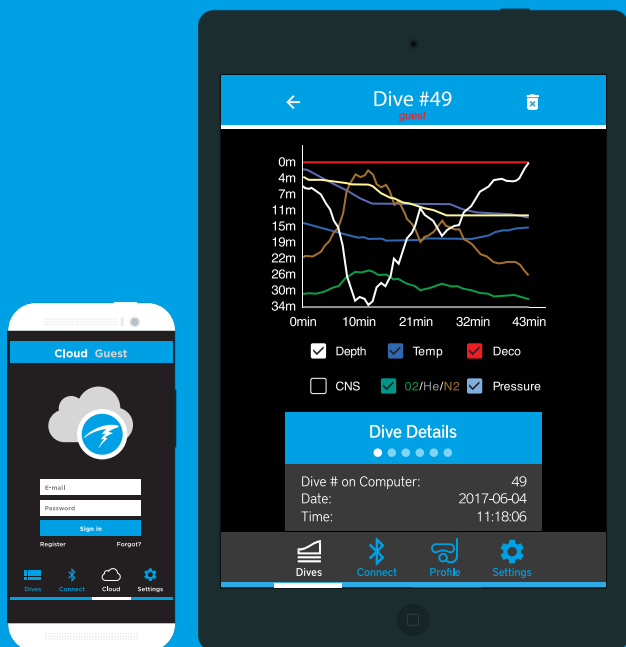 Dive #49
guest
0m
4m
7m
11m
15m
19m
22m
26m
30m
34m
0min 10min 21min 32min 43min
Depth Temp Deco
CNS 02/He/N2 Pressure
Dive Details
Dive # on Computer: 49
Date: 2017-06-04
Time: 11:18:06
Dives Connect Profile Settings
Cloud Guest
E-mail
Password
Sign in
Register Forgot?
Dives Connect Cloud Settings